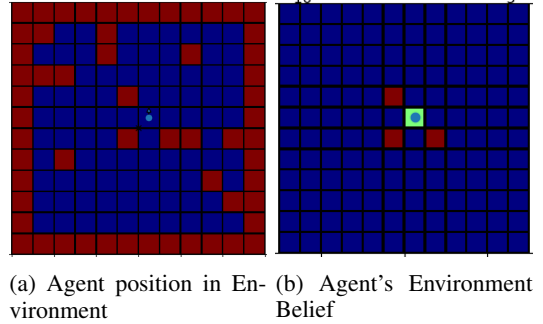 (a) Agent position in En-
vironment
(b) Agent's Environment
Belief